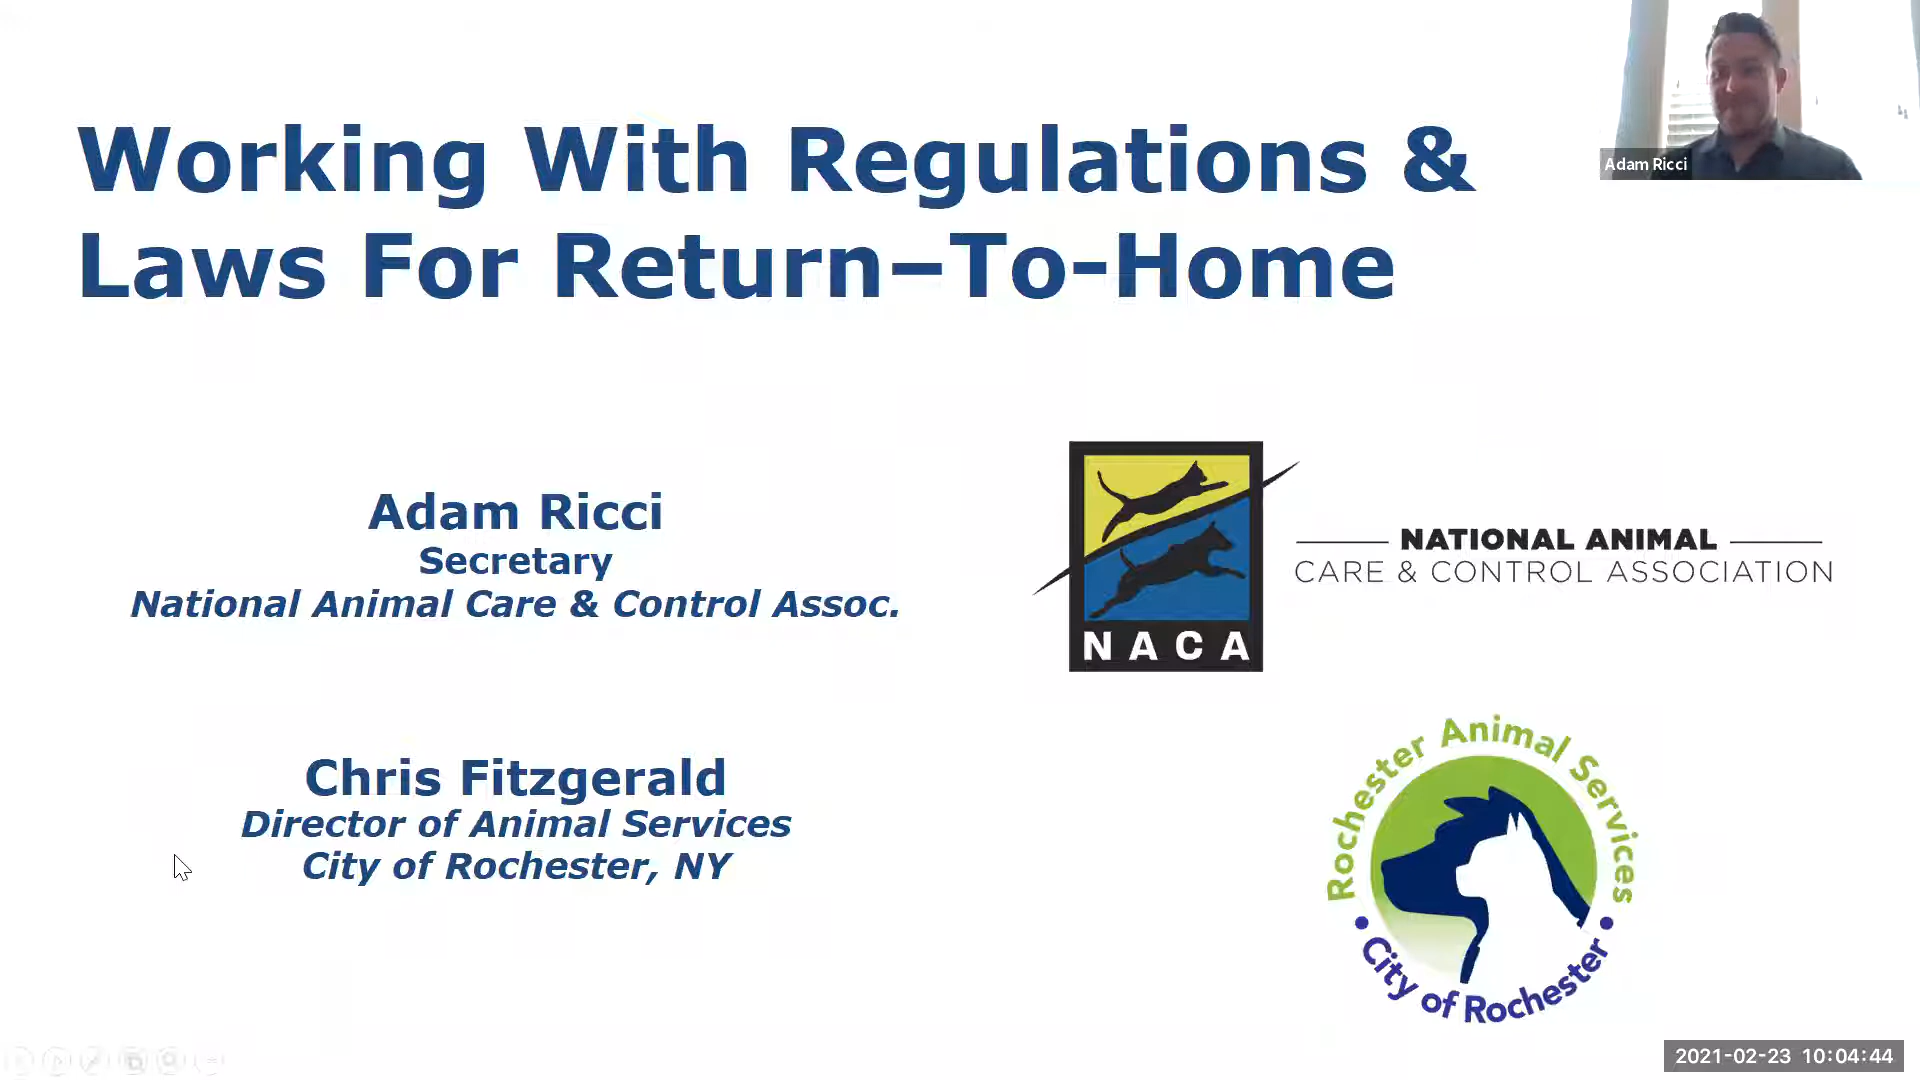 Working With Regulations &
Laws For Return–To-Home
Adam Ricci
Adam Ricci
Secretary
National Animal Care & Control Assoc.
NACA
NATIONAL ANIMAL
CARE & CONTROL ASSOCIATION
Chris Fitzgerald
Director of Animal Services
City of Rochester, NY
Rochester Animal Services
• City of Rochester •
2021-02-23 10:04:44